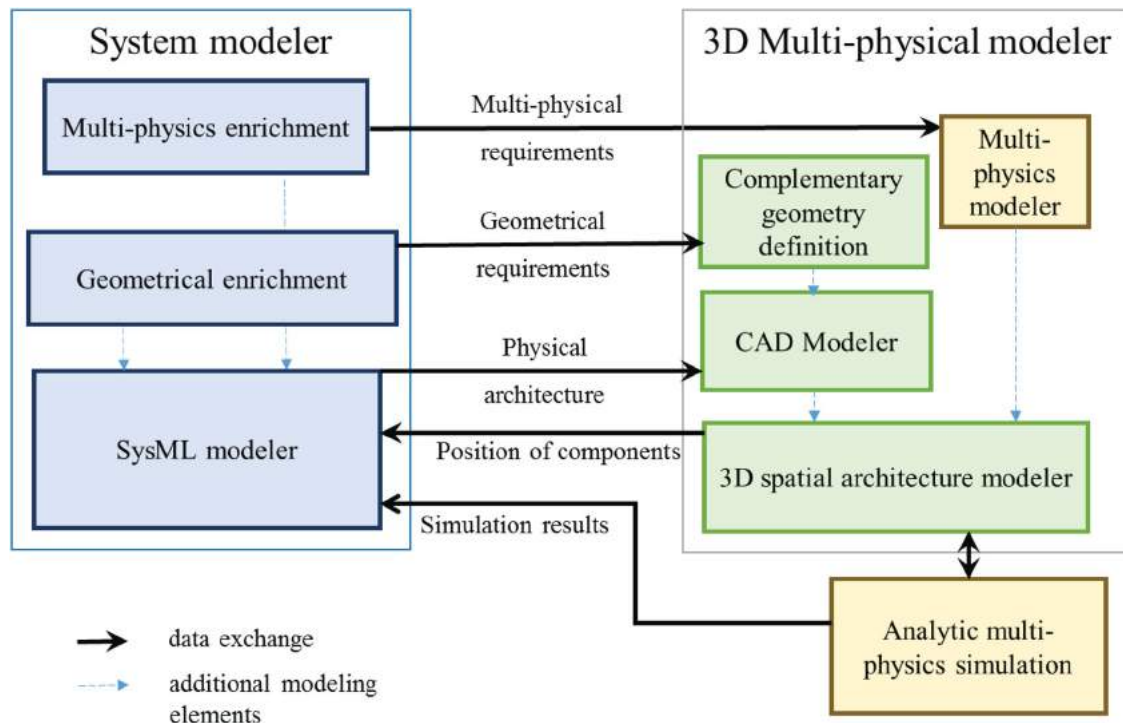 System modeler
3D Multi-physical modeler
Multi-physics enrichment
Multi-physical
requirements
Multi-
physics
modeler
Complementary
geometry
definition
Geometrical enrichment
Geometrical
requirements
CAD Modeler
Physical
architecture
SysML modeler
Position of components
3D spatial architecture modeler
Simulation results
Analytic multi-
physics simulation
data exchange
additional modeling
elements